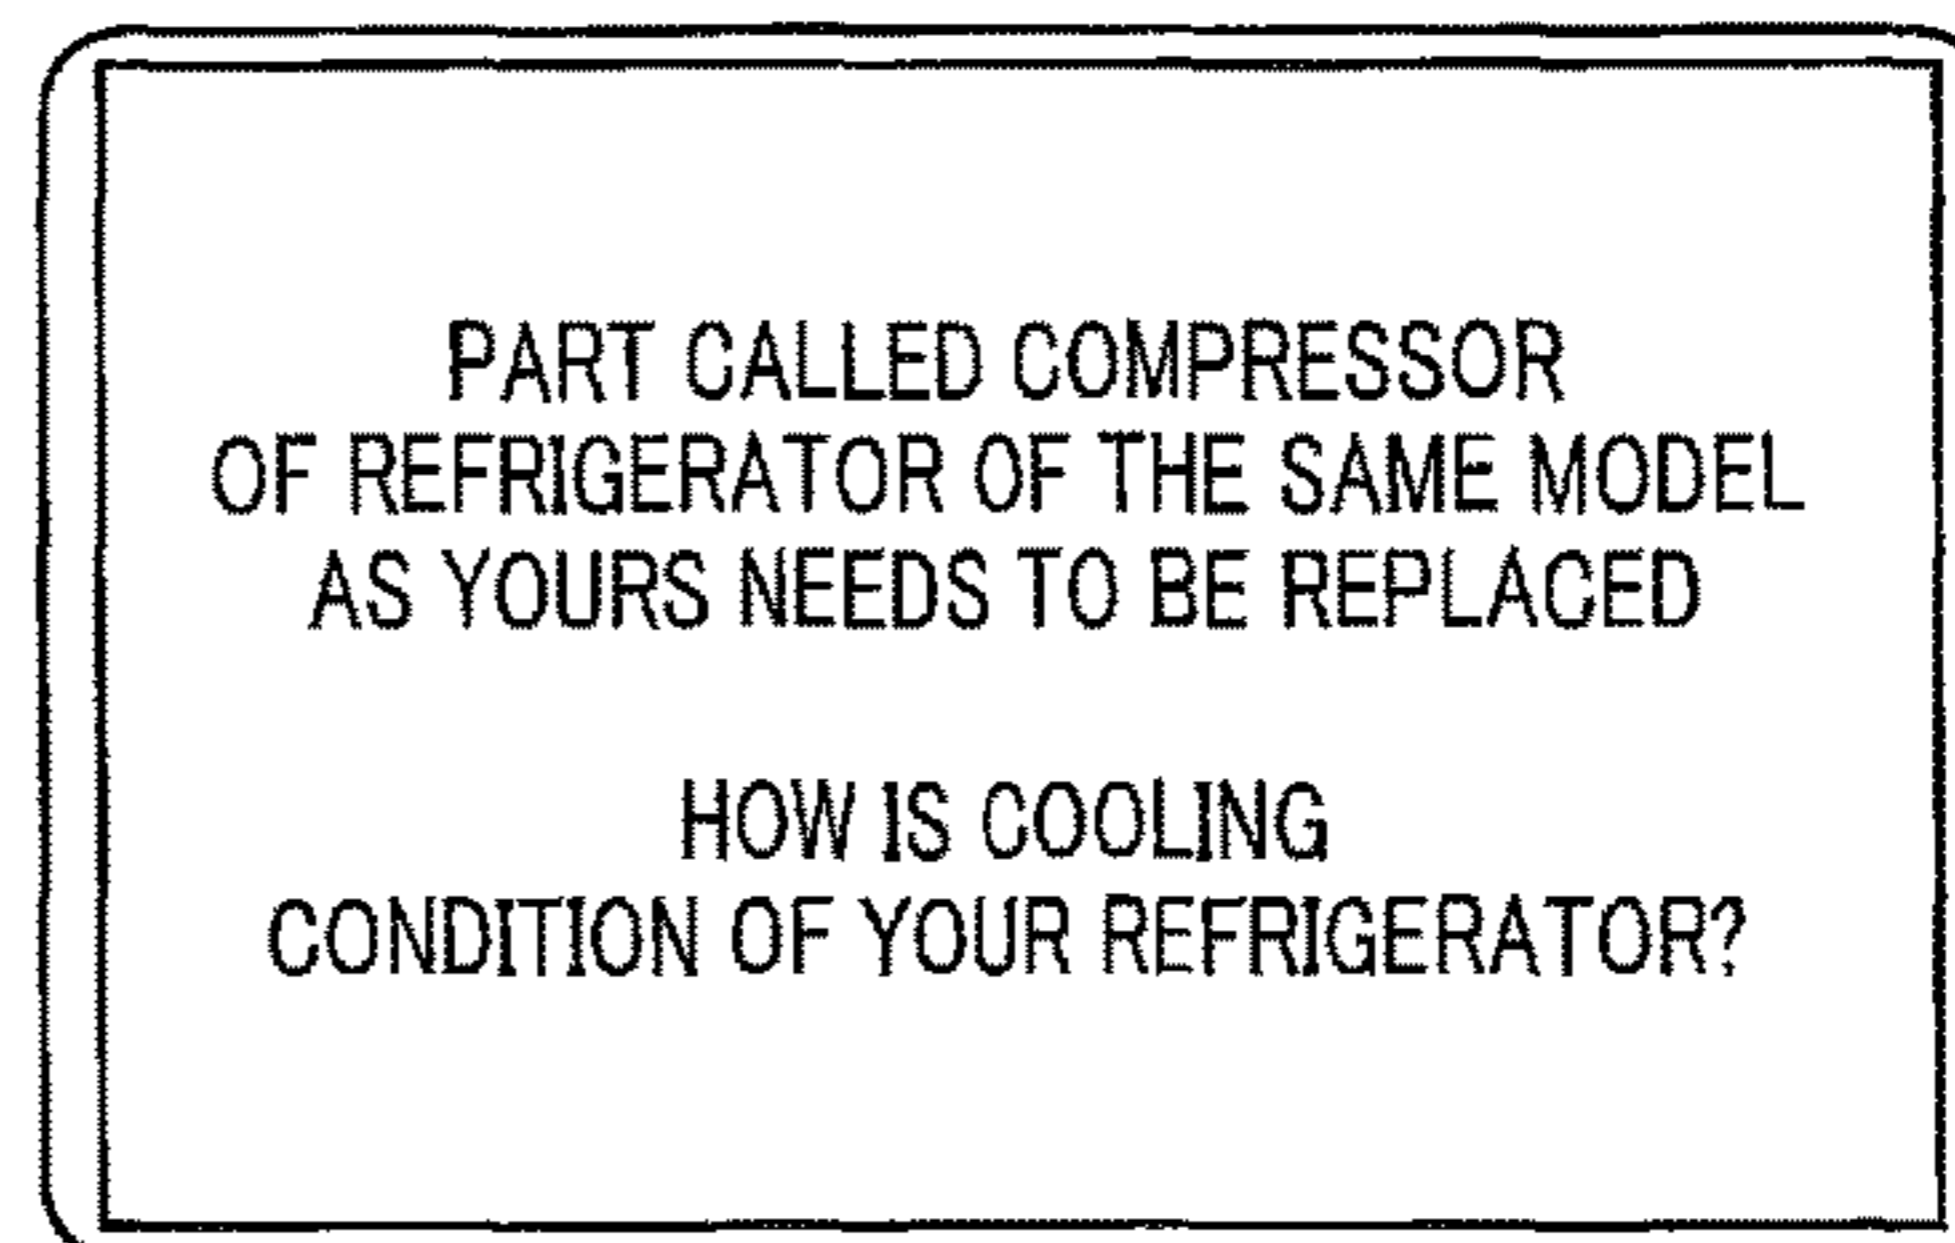 PART CALLED COMPRESSOR
OF REFRIGERATOR OF THE SAME MODEL
AS YOURS NEEDS TO BE REPLACED
HOW IS COOLING
CONDITION OF YOUR REFRIGERATOR?